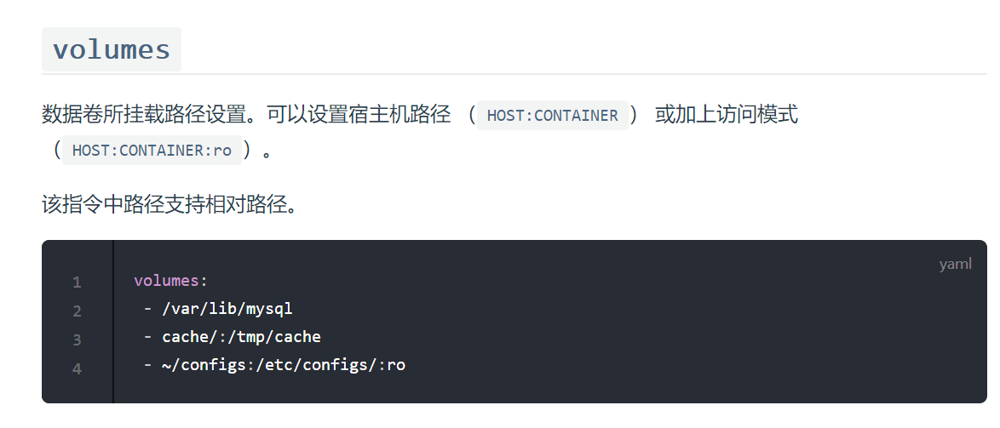 volumes
数据卷所挂载路径设置。可以设置宿主机路径 （HOST:CONTAINER） 或加上访问模式
（HOST:CONTAINER:ro）。
该指令中路径支持相对路径。
yaml
1 volumes:
2  - /var/lib/mysql
3  - cache/:/tmp/cache
4  - ~/configs:/etc/configs/:ro